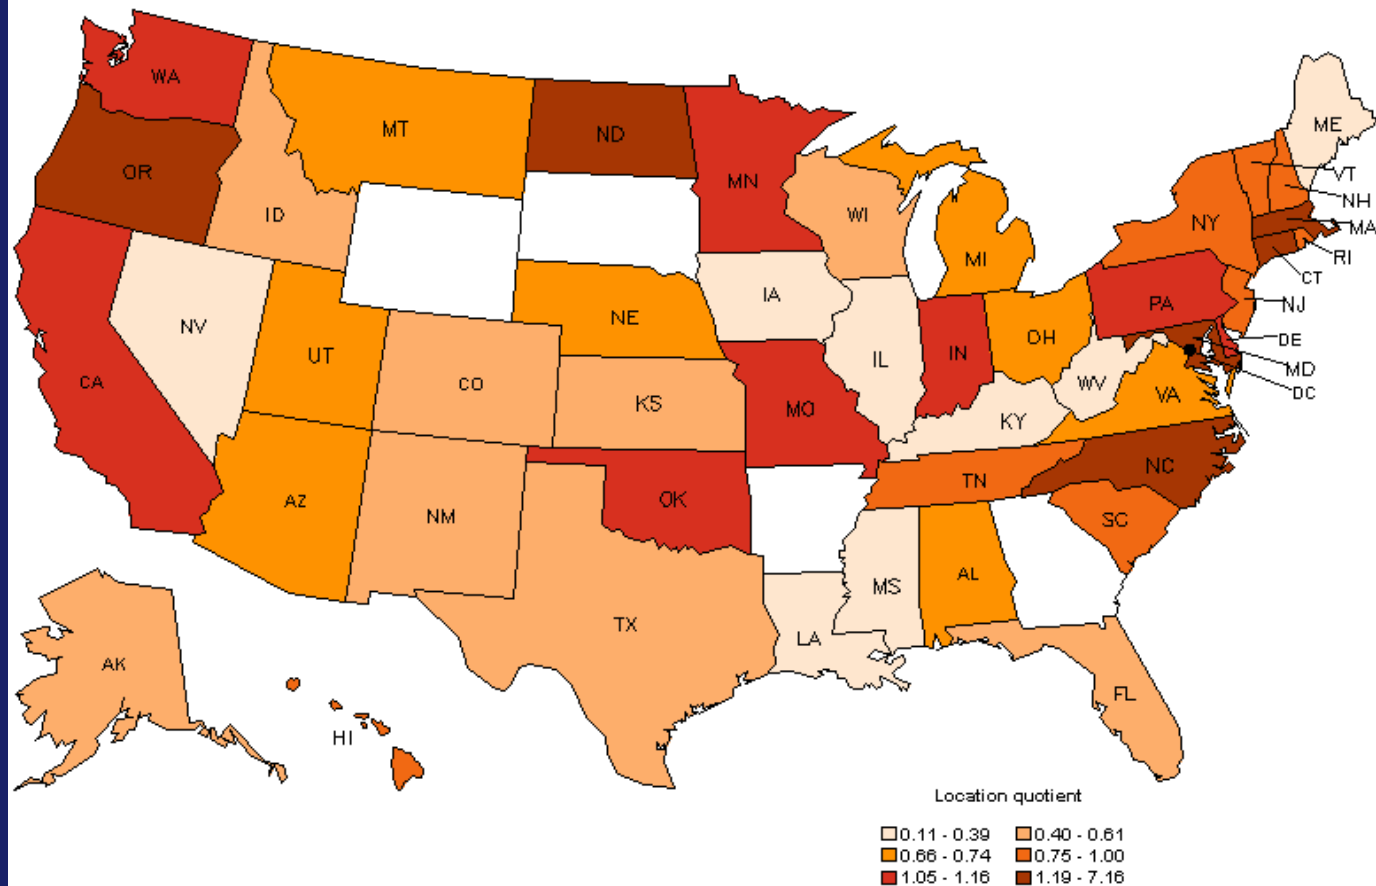 WA
MT
ND
MN
ME
OR
ID
WI
VT
NH
NY
MA
MI
RI
CT
IA
NV
NE
PA
NJ
UT
OH
DE
IL
IN
MD
CA
CO
WV
DC
KS
MO
KY
VA
NC
TN
AZ
OK
NM
SC
AL
MS
TX
LA
AK
FL
HI
Location quotient
0.11 - 0.39 0.40 - 0.61
0.66 - 0.74 0.75 - 1.00
1.05 - 1.16 1.19 - 7.16